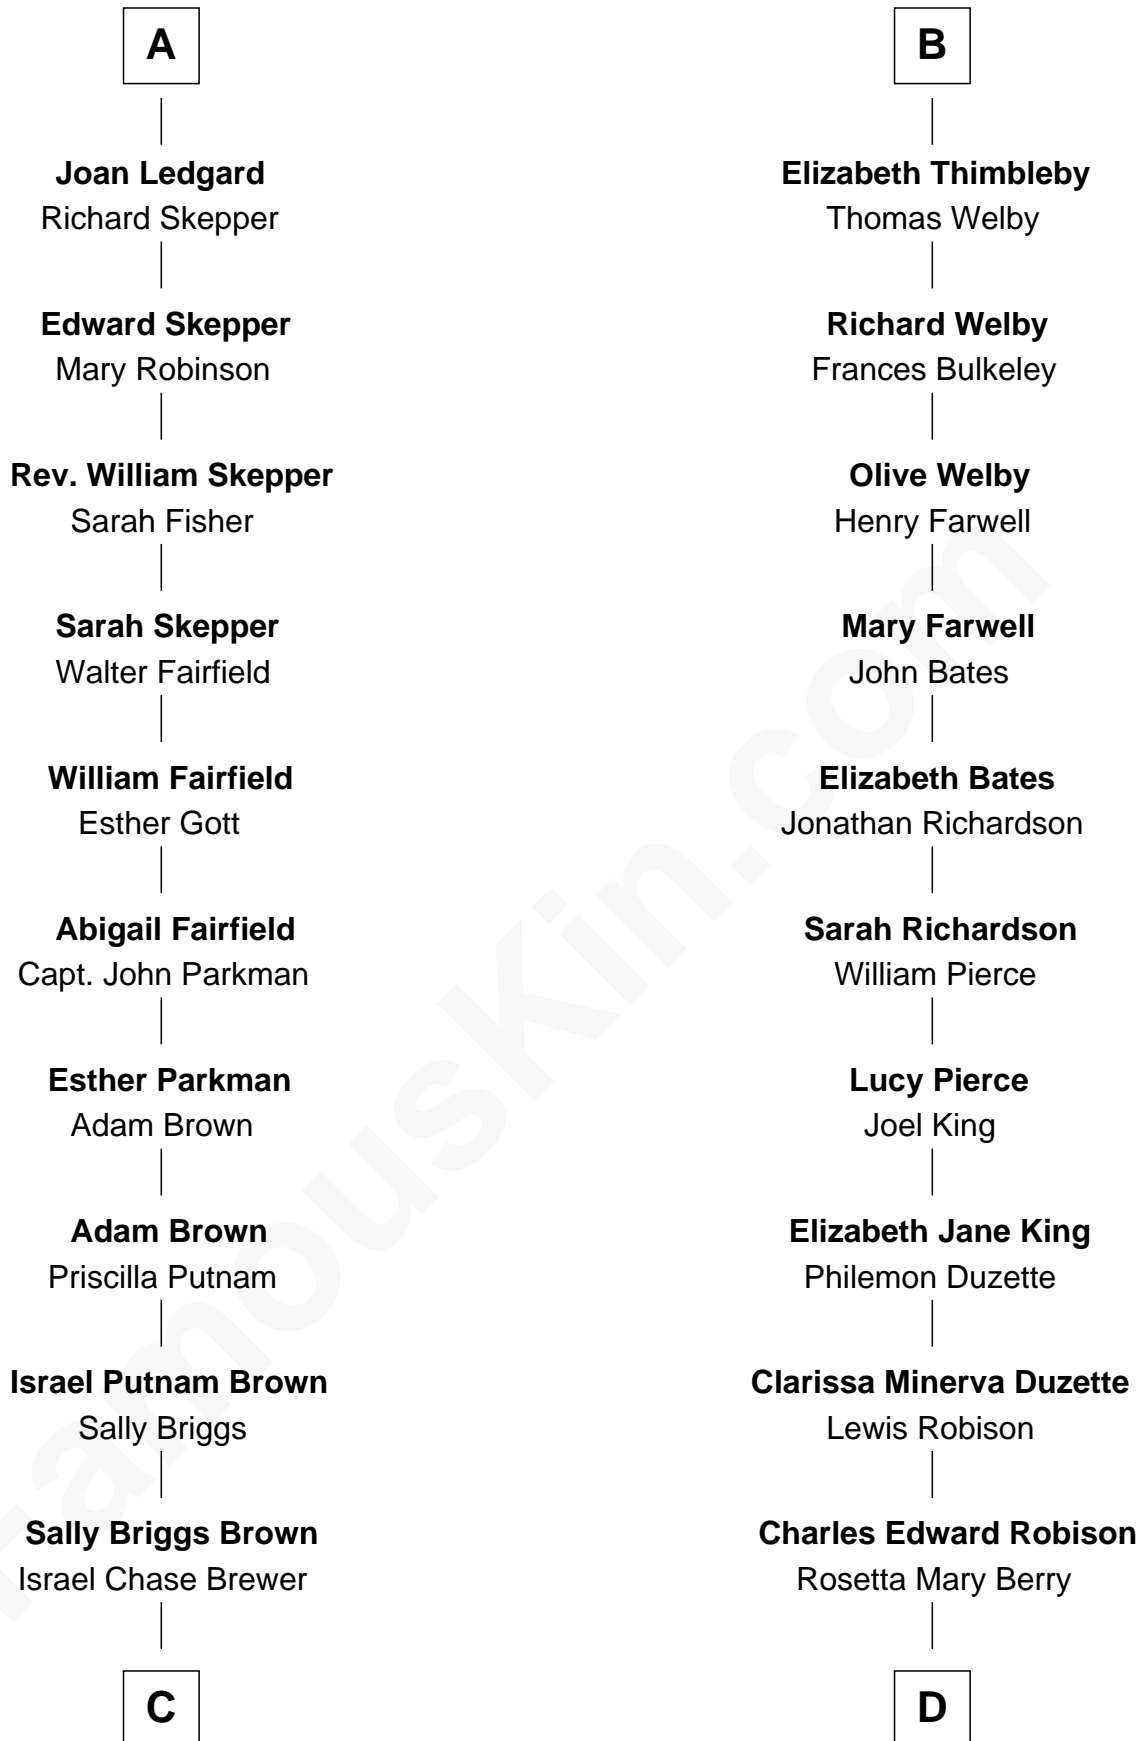 A
Joan Ledgard
Richard Skepper
Edward Skepper
Mary Robinson
Rev. William Skepper
Sarah Fisher
Sarah Skepper
Walter Fairfield
William Fairfield
Esther Gott
Abigail Fairfield
Capt. John Parkman
Esther Parkman
Adam Brown
Adam Brown
Priscilla Putnam
Israel Putnam Brown
Sally Briggs
Sally Briggs Brown
Israel Chase Brewer
C
B
Elizabeth Thimbleby
Thomas Welby
Richard Welby
Frances Bulkeley
Olive Welby
Henry Farwell
Mary Farwell
John Bates
Elizabeth Bates
Jonathan Richardson
Sarah Richardson
William Pierce
Lucy Pierce
Joel King
Elizabeth Jane King
Philemon Duzette
Clarissa Minerva Duzette
Lewis Robison
Charles Edward Robison
Rosetta Mary Berry
D
FamousKin.com